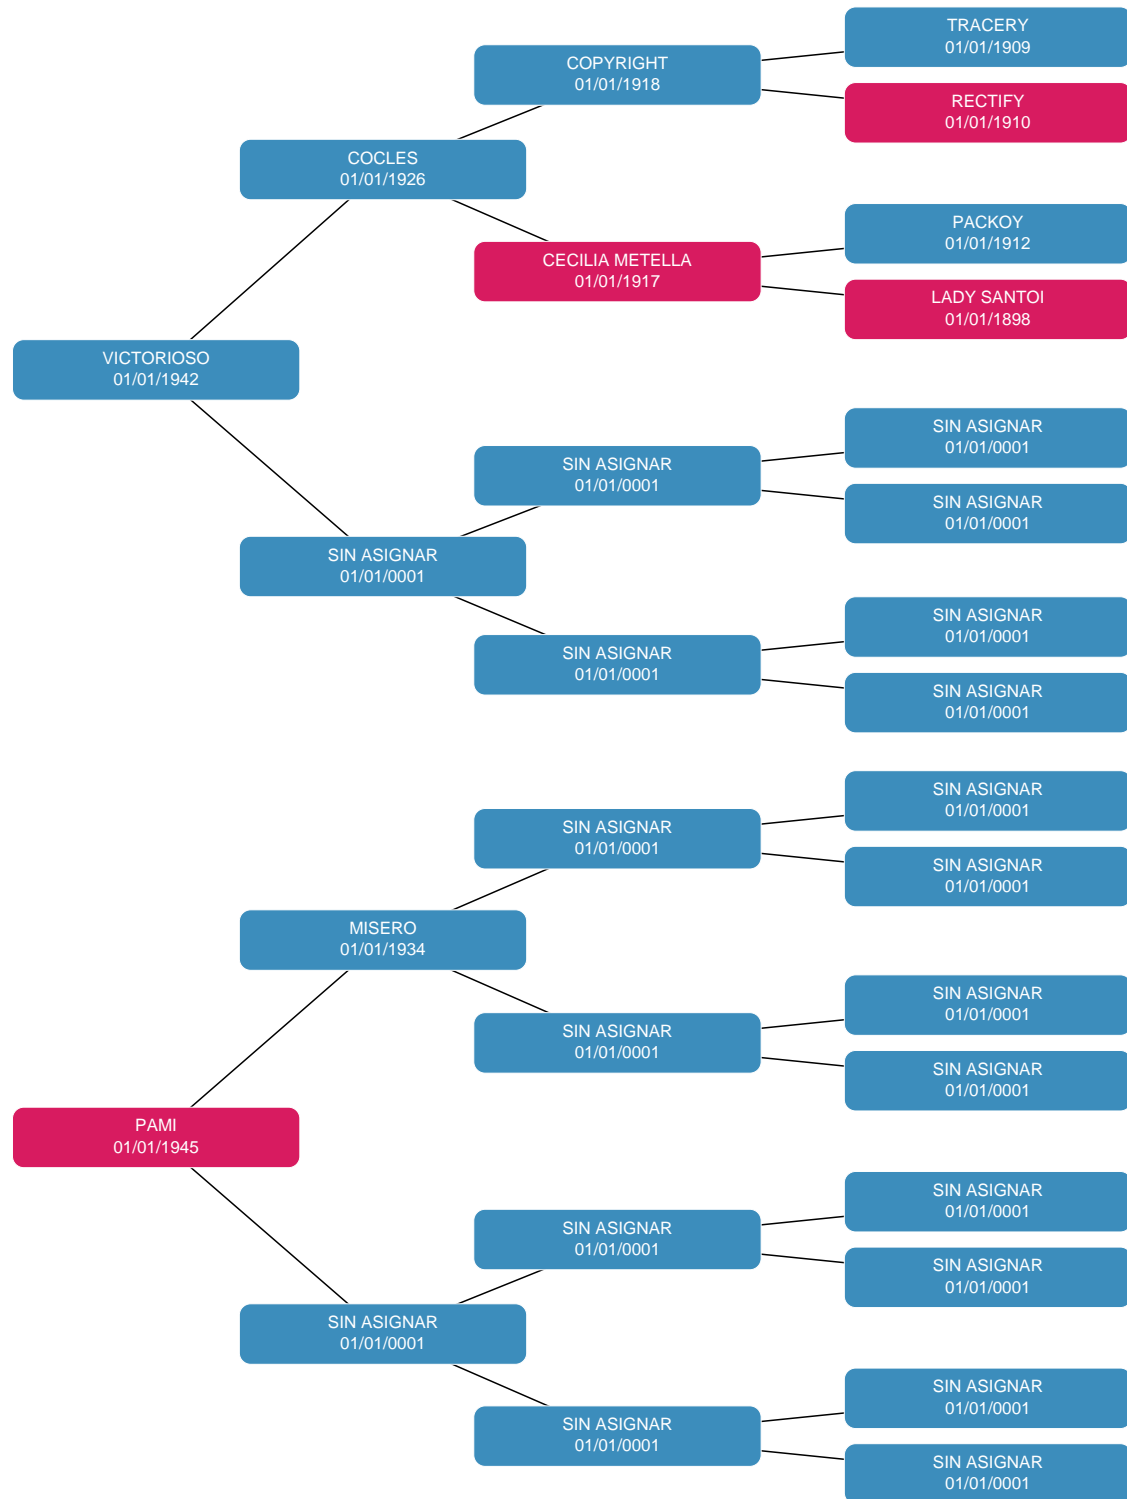 TRACERY
01/01/1909
COPYRIGHT
01/01/1918
RECTIFY
01/01/1910
COCLES
01/01/1926
PACKOY
01/01/1912
CECILIA METELLA
01/01/1917
LADY SANTOI
01/01/1898
VICTORIOSO
01/01/1942
SIN ASIGNAR
01/01/0001
SIN ASIGNAR
01/01/0001
SIN ASIGNAR
01/01/0001
SIN ASIGNAR
01/01/0001
SIN ASIGNAR
01/01/0001
SIN ASIGNAR
01/01/0001
SIN ASIGNAR
01/01/0001
SIN ASIGNAR
01/01/0001
SIN ASIGNAR
01/01/0001
SIN ASIGNAR
01/01/0001
MISERO
01/01/1934
SIN ASIGNAR
01/01/0001
SIN ASIGNAR
01/01/0001
SIN ASIGNAR
01/01/0001
PAMI
01/01/1945
SIN ASIGNAR
01/01/0001
SIN ASIGNAR
01/01/0001
SIN ASIGNAR
01/01/0001
SIN ASIGNAR
01/01/0001
SIN ASIGNAR
01/01/0001
SIN ASIGNAR
01/01/0001
SIN ASIGNAR
01/01/0001